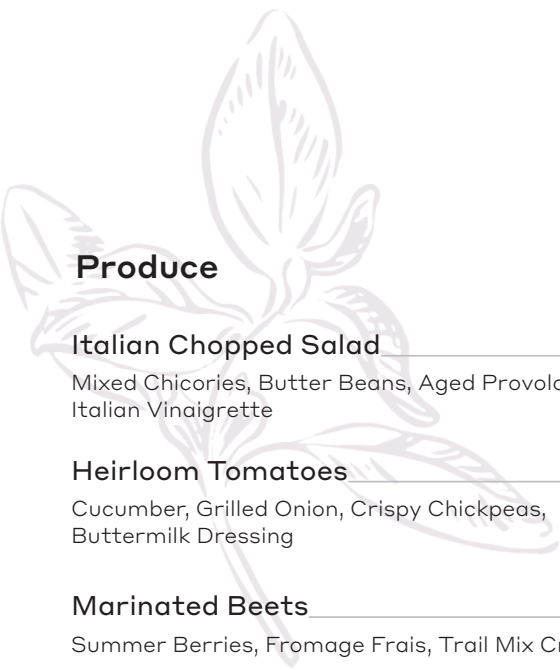 Produce
Italian Chopped Salad
Mixed Chicories, Butter Beans, Aged
Italian Vinaigrette
Heirloom Tomatoes
Cucumber, Grilled Onion, Crispy Chickpeas,
Buttermilk Dressing
Marinated Beets
Summer Berries, Fromage Frais, Trail Mix